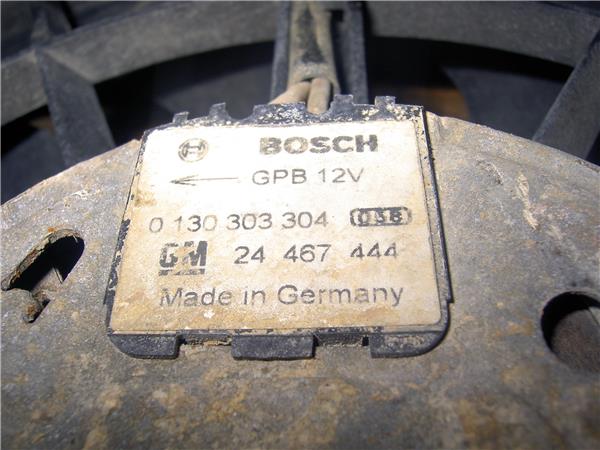 BOSCH
← GPB 12V
0 130 303 304
GM 24 467 444
Made in Germany